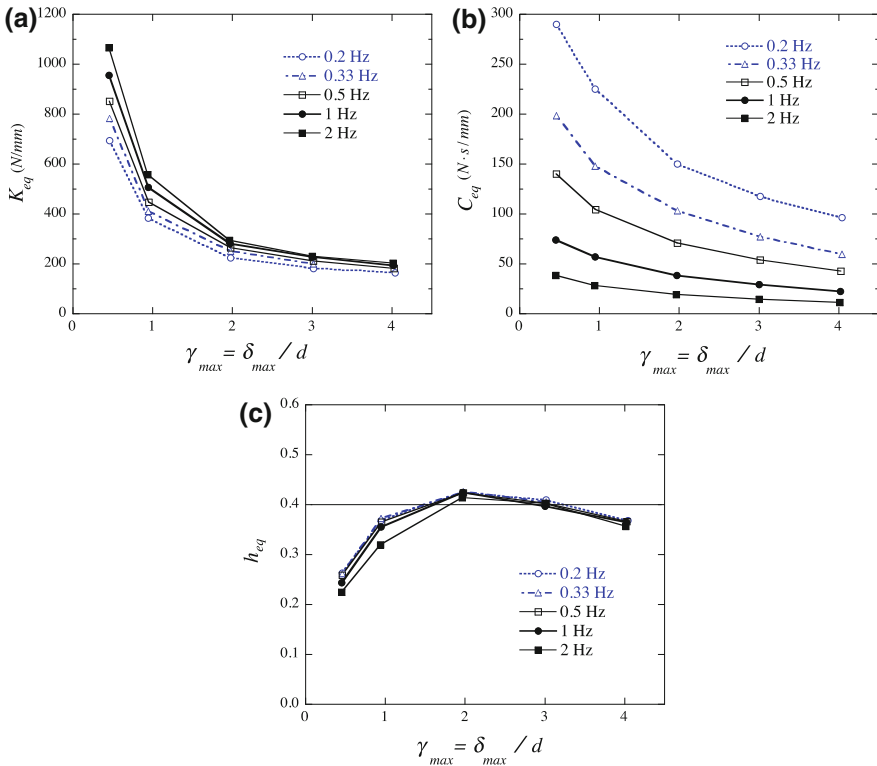 (a)
1200
1000
800
600
400
200
0
K_eq (N/mm)
0.2 Hz
0.33 Hz
0.5 Hz
1 Hz
2 Hz
0 1 2 3 4
γ_max = δ_max / d
(b)
300
250
200
150
100
50
0
C_eq (N·s/mm)
0.2 Hz
0.33 Hz
0.5 Hz
1 Hz
2 Hz
0 1 2 3 4
γ_max = δ_max / d
(c)
0.6
0.5
0.4
0.3
0.2
0.1
0.0
h_eq
0.2 Hz
0.33 Hz
0.5 Hz
1 Hz
2 Hz
0 1 2 3 4
γ_max = δ_max / d